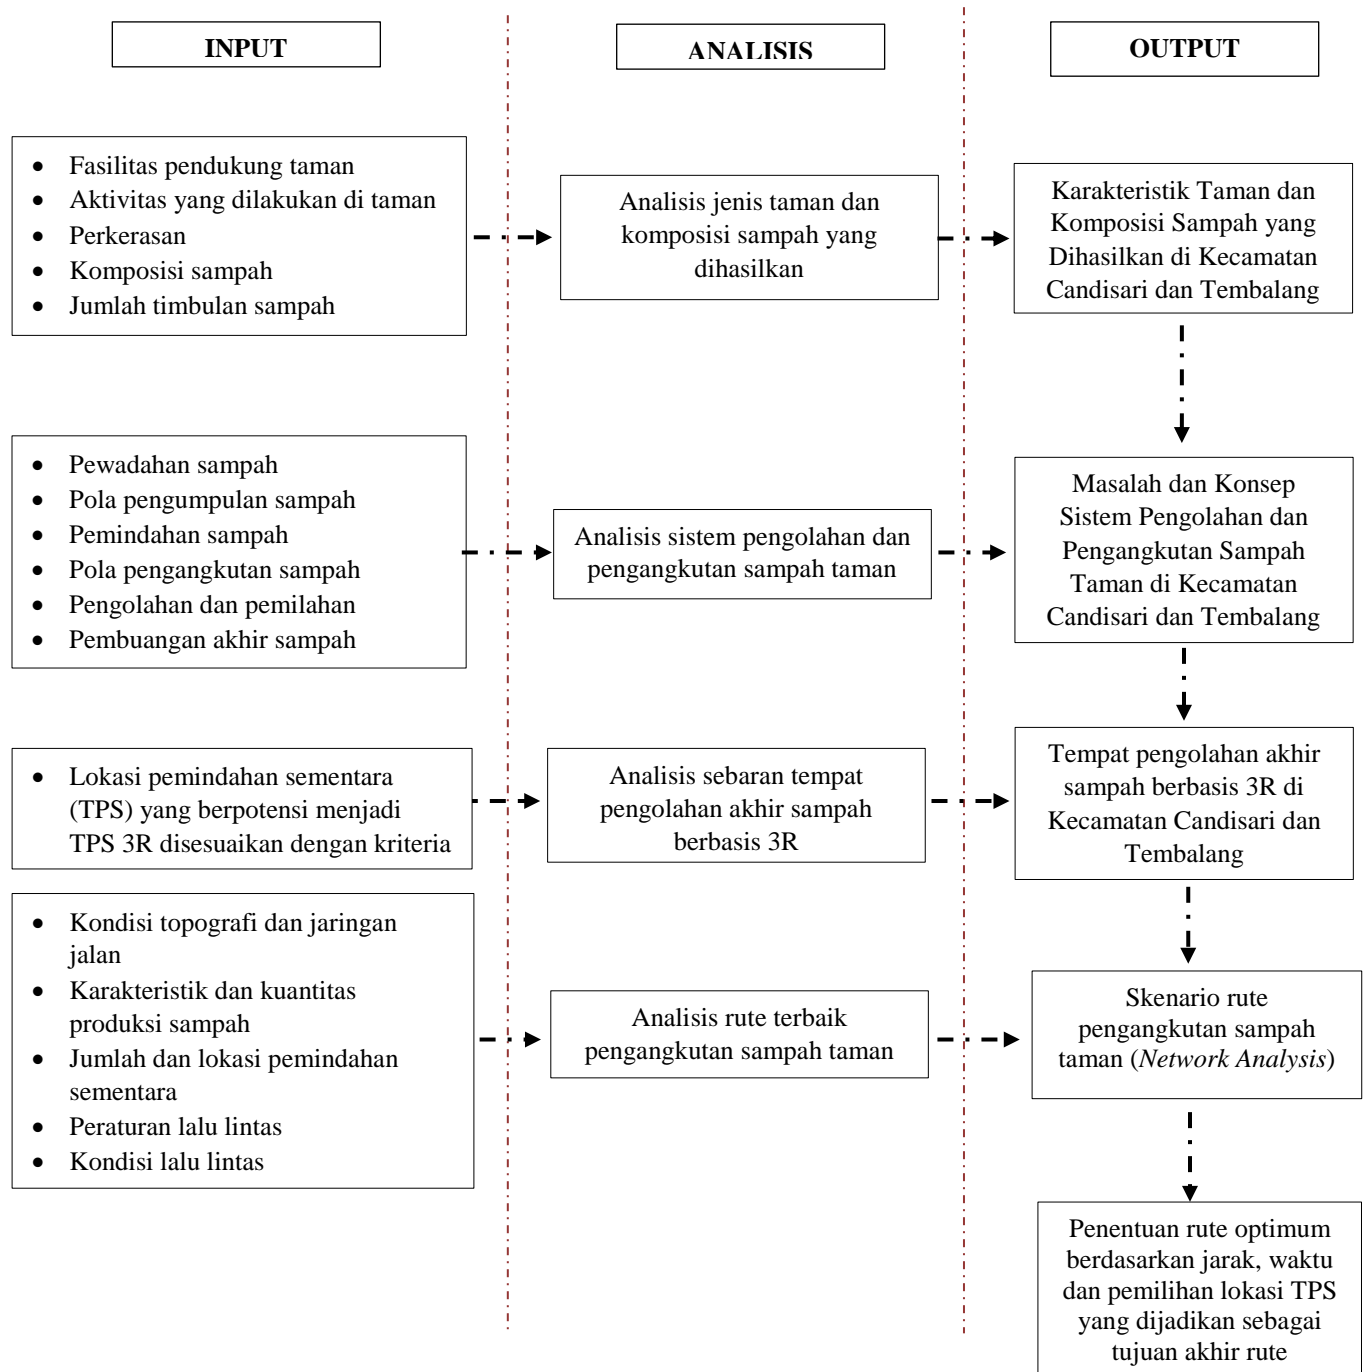 INPUT
ANALISIS
OUTPUT
• Fasilitas pendukung taman
• Aktivitas yang dilakukan di taman
• Perkerasan
• Komposisi sampah
• Jumlah timbulan sampah
Analisis jenis taman dan
komposisi sampah yang
dihasilkan
Karakteristik Taman dan
Komposisi Sampah yang
Dihasilkan di Kecamatan
Candisari dan Tembalang
• Pewadahan sampah
• Pola pengumpulan sampah
• Pemindahan sampah
• Pola pengangkutan sampah
• Pengolahan dan pemilahan
• Pembuangan akhir sampah
Analisis sistem pengolahan dan
pengangkutan sampah taman
Masalah dan Konsep
Sistem Pengolahan dan
Pengangkutan Sampah
Taman di Kecamatan
Candisari dan Tembalang
• Lokasi pemindahan sementara
(TPS) yang berpotensi menjadi
TPS 3R disesuaikan dengan kriteria
Analisis sebaran tempat
pengolahan akhir sampah
berbasis 3R
Tempat pengolahan akhir
sampah berbasis 3R di
Kecamatan Candisari dan
Tembalang
• Kondisi topografi dan jaringan
jalan
• Karakteristik dan kuantitas
produksi sampah
• Jumlah dan lokasi pemindahan
sementara
• Peraturan lalu lintas
• Kondisi lalu lintas
Analisis rute terbaik
pengangkutan sampah taman
Skenario rute
pengangkutan sampah
taman (Network Analysis)
Penentuan rute optimum
berdasarkan jarak, waktu
dan pemilihan lokasi TPS
yang dijadikan sebagai
tujuan akhir rute